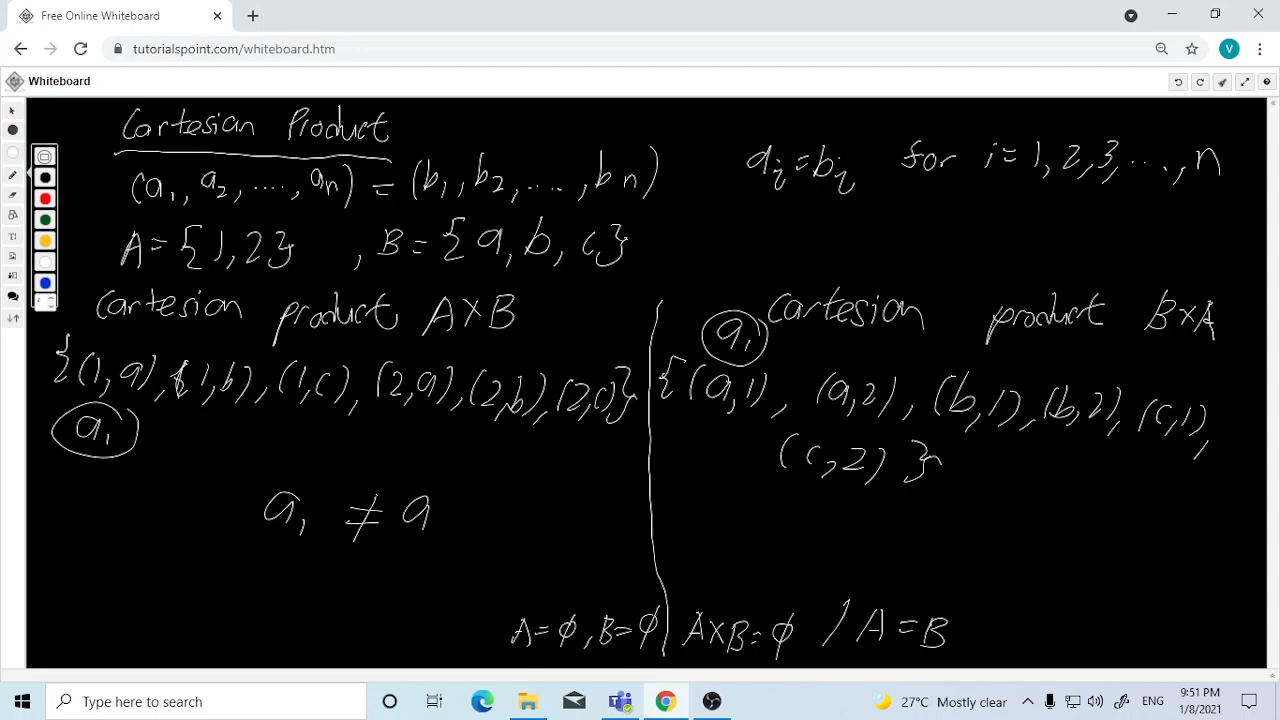 Free Online Whiteboard
tutorialspoint.com/whiteboard.htm
V
Whiteboard
Cartesian Product
(a1, a2, ...., an) = (b1, b2, ...., bn)
ai = bi for i = 1, 2, 3, ..., n
A = {1, 2} , B = {a, b, c}
Cartesian product A×B
{(1, a), (1, b), (1, c), (2, a), (2, b), (2, c)}
a1
Cartesian product B×A
a1
{(a, 1), (a, 2), (b, 1), (b, 2), (c, 1),
(c, 2)}
a1 ≠ a
A = ϕ, B = ϕ A×B = ϕ / A = B
Type here to search
27°C Mostly clear
ENG
9:51 PM
1/8/2021